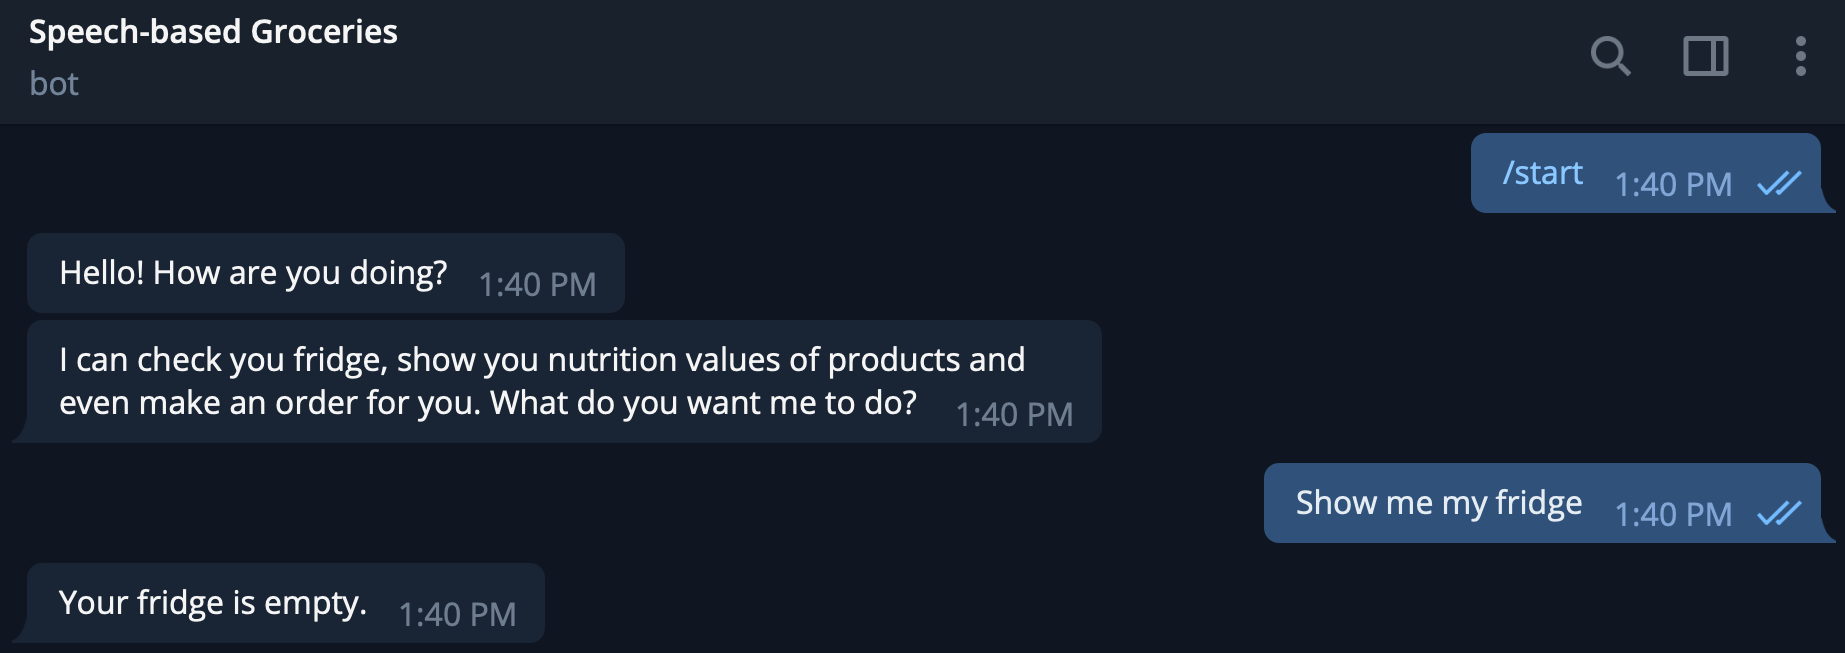 Speech-based Groceries
bot
/start 1:40 PM
Hello! How are you doing? 1:40 PM
I can check you fridge, show you nutrition values of products and
even make an order for you. What do you want me to do? 1:40 PM
Show me my fridge 1:40 PM
Your fridge is empty. 1:40 PM